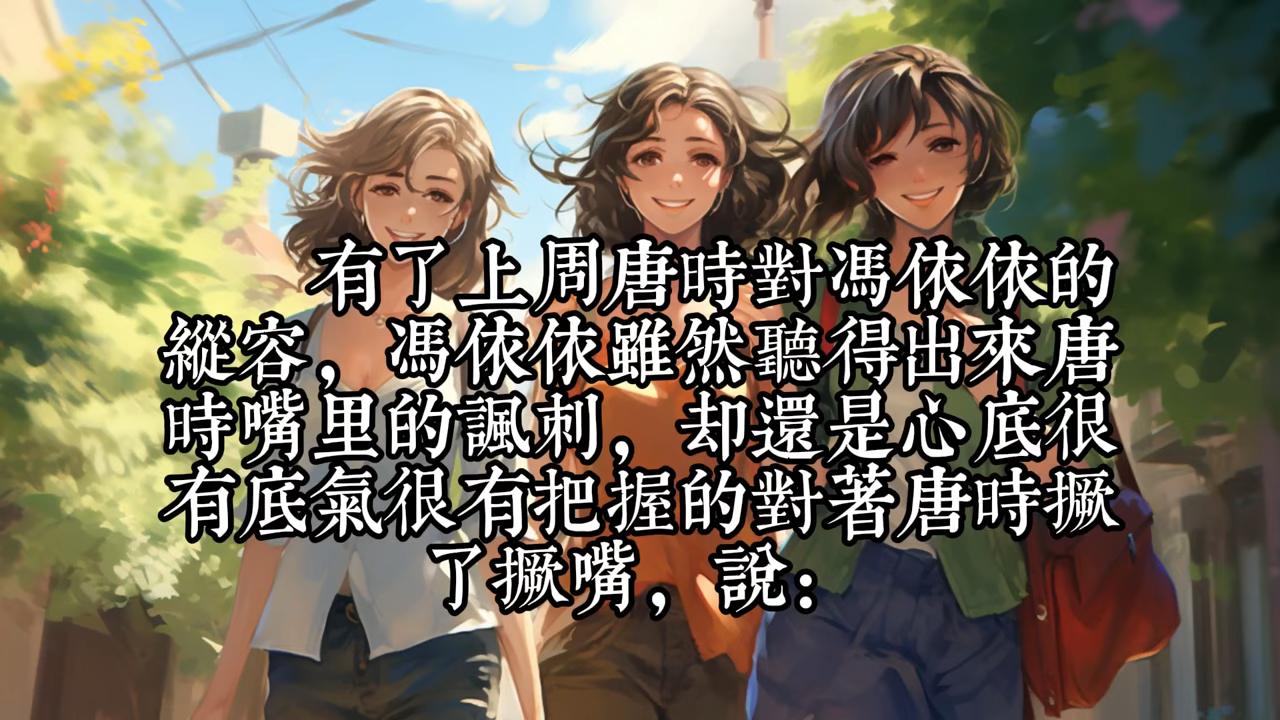 有了上周唐時對馮依依的
縱容，馮依依雖然聽得出來唐
時嘴里的諷刺，却還是心底很
有底氣很有把握的對著唐時撅
了撅嘴，說：